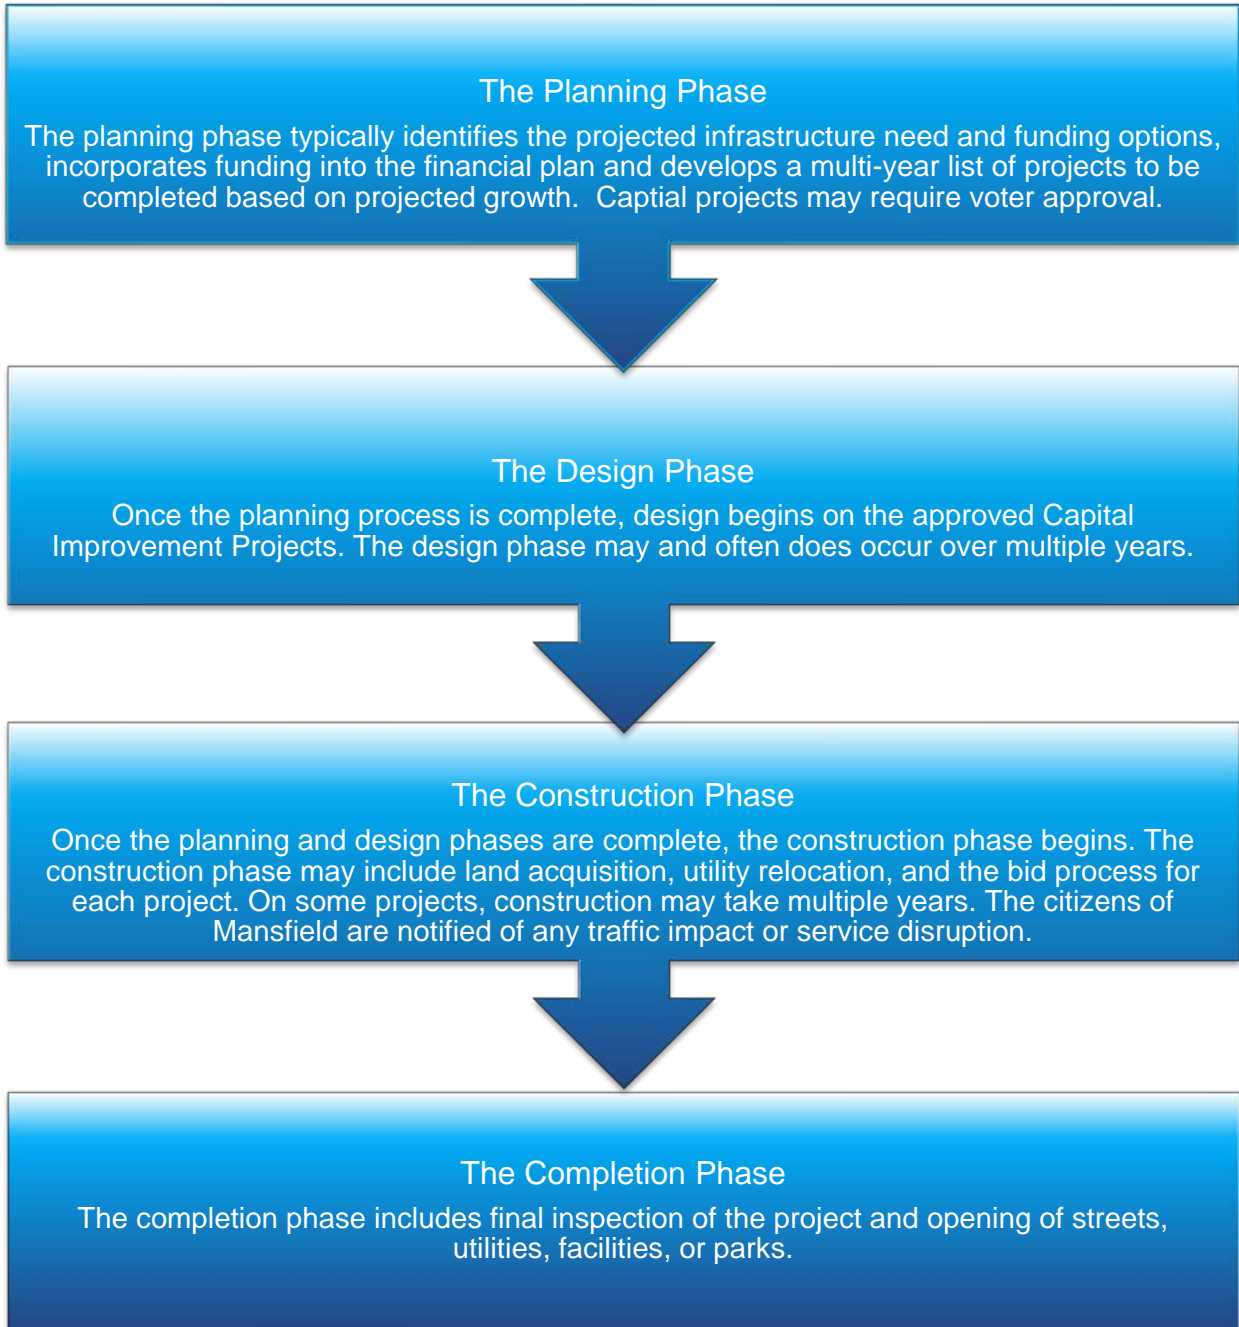 The Planning Phase
The planning phase typically identifies the projected infrastructure need and funding options,
incorporates funding into the financial plan and develops a multi-year list of projects to be
completed based on projected growth.  Captial projects may require voter approval.
The Design Phase
Once the planning process is complete, design begins on the approved Capital
Improvement Projects. The design phase may and often does occur over multiple years.
The Construction Phase
Once the planning and design phases are complete, the construction phase begins. The
construction phase may include land acquisition, utility relocation, and the bid process for
each project. On some projects, construction may take multiple years. The citizens of
Mansfield are notified of any traffic impact or service disruption.
The Completion Phase
The completion phase includes final inspection of the project and opening of streets,
utilities, facilities, or parks.